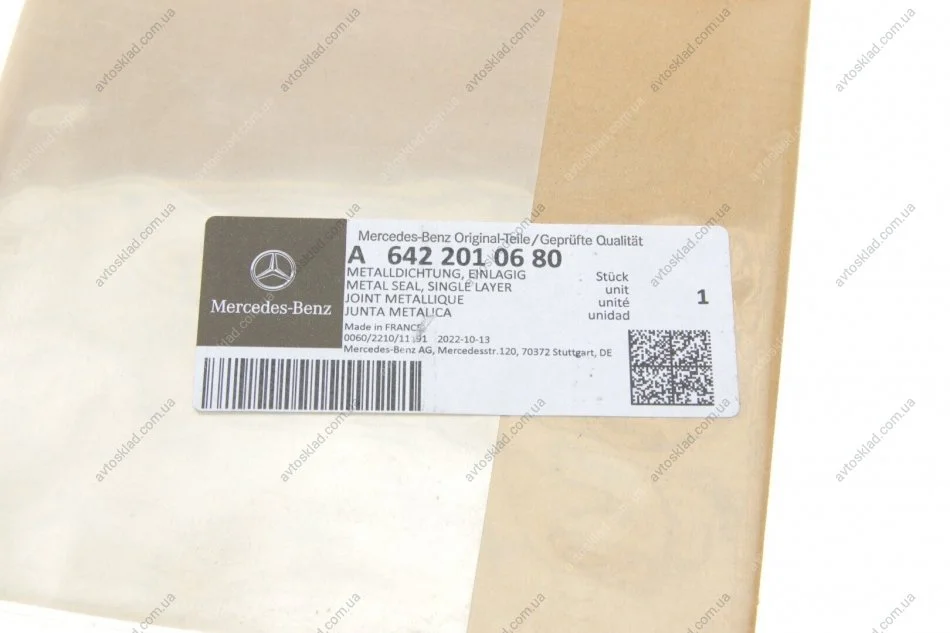 Mercedes-Benz Original-Teile/Geprüfte Qualität
A 642 201 06 80
METALLDICHTUNG, EINLAGIG
METAL SEAL, SINGLE LAYER
JOINT METALLIQUE
JUNTA METALICA
Stück
unit
unité
unidad
1
Made in FRANCE
0060/2210/11 91 2022-10-13
Mercedes-Benz AG, Mercedesstr.120, 70372 Stuttgart, DE
Mercedes-Benz
avtosklad.com.ua